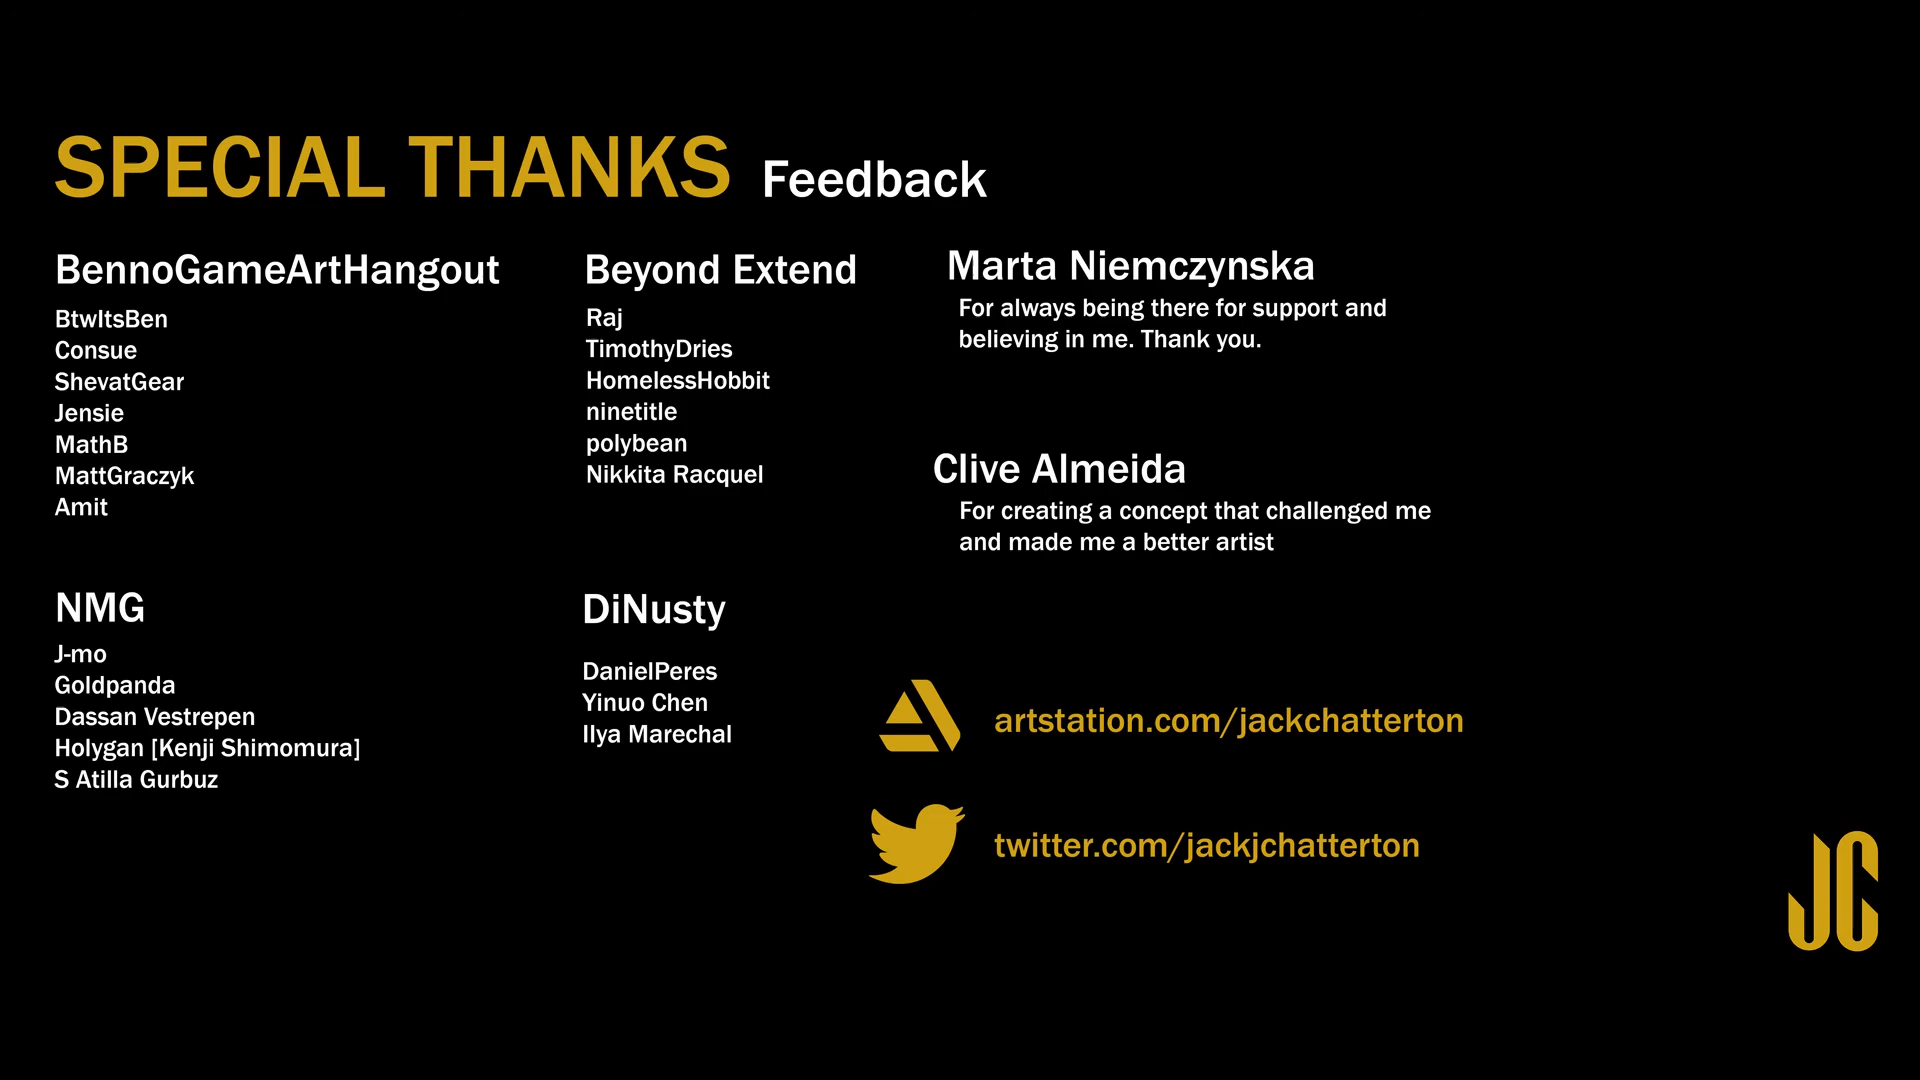 SPECIAL THANKS Feedback
BennoGameArtHangout
BtwItsBen
Consue
ShevatGear
Jensie
MathB
MattGraczyk
Amit
Beyond Extend
Raj
TimothyDries
HomelessHobbit
ninetitle
polybean
Nikkita Racquel
Marta Niemczynska
For always being there for support and
believing in me. Thank you.
Clive Almeida
For creating a concept that challenged me
and made me a better artist
NMG
J-mo
Goldpanda
Dassan Vestrepen
Holygan [Kenji Shimomura]
S Atilla Gurbuz
DiNusty
DanielPeres
Yinuo Chen
Ilya Marechal
artstation.com/jackchatterton
twitter.com/jackjchatterton
JC